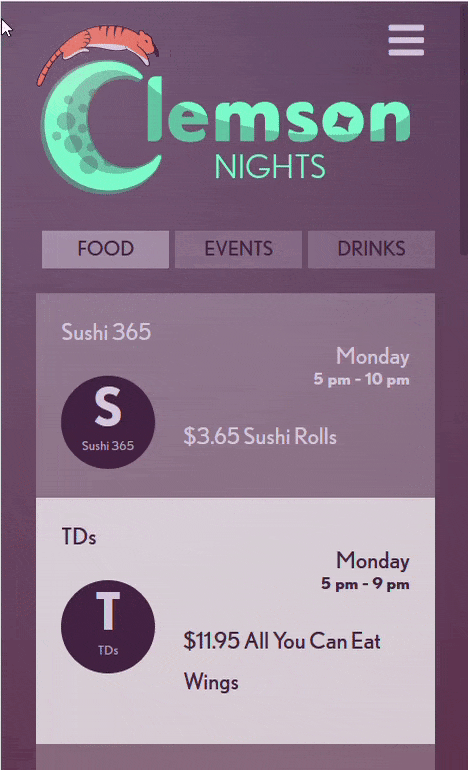 Clemson
NIGHTS
FOOD EVENTS DRINKS
Sushi 365
Monday
5 pm - 10 pm
S
Sushi 365
$3.65 Sushi Rolls
TDs
Monday
5 pm - 9 pm
T
TDs
$11.95 All You Can Eat
Wings